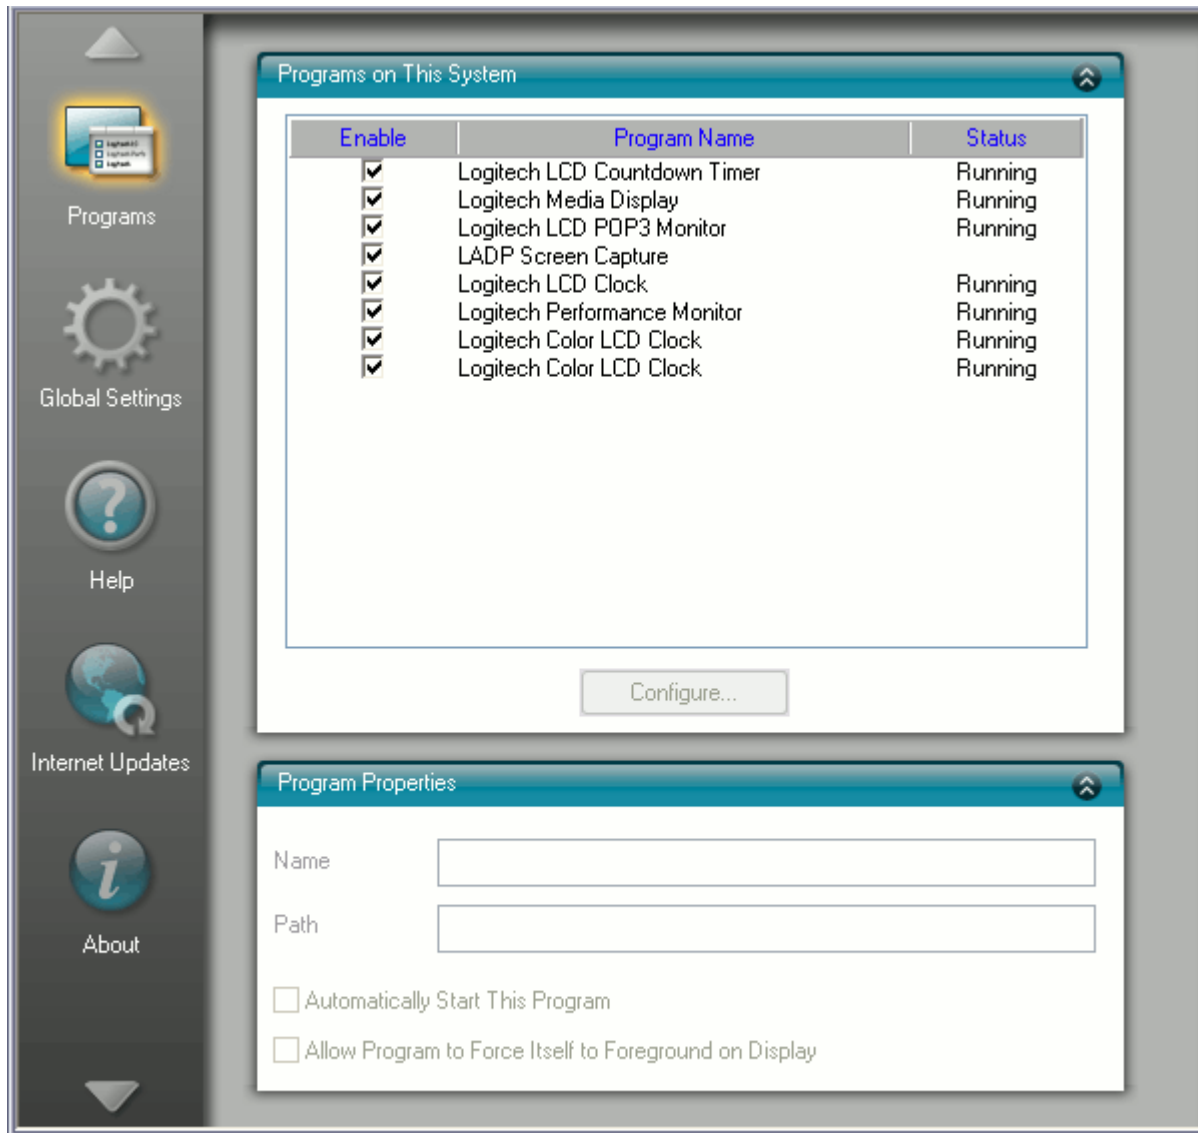 Programs on This System
Enable Program Name Status
Logitech LCD Countdown Timer Running
Logitech Media Display Running
Logitech LCD POP3 Monitor Running
LADP Screen Capture
Logitech LCD Clock Running
Logitech Performance Monitor Running
Logitech Color LCD Clock Running
Logitech Color LCD Clock Running
Configure...
Programs
Global Settings
Help
Internet Updates
About
Program Properties
Name
Path
Automatically Start This Program
Allow Program to Force Itself to Foreground on Display